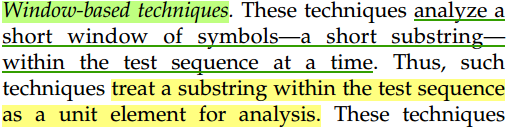 Window-based techniques. These techniques analyze a
short window of symbols—a short substring—
within the test sequence at a time. Thus, such
techniques treat a substring within the test sequence
as a unit element for analysis. These techniques